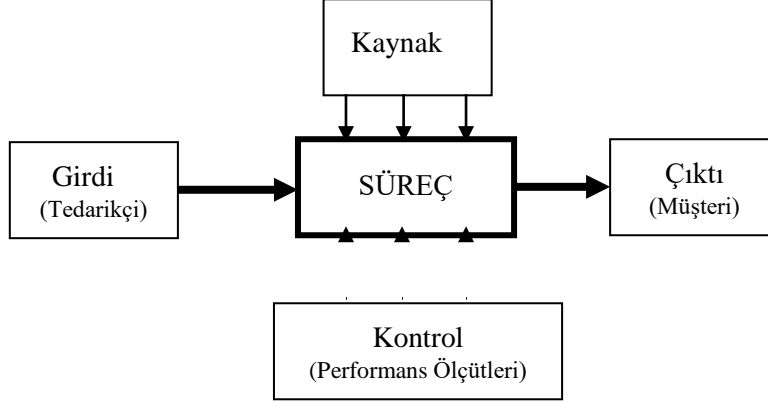 Kaynak
Girdi
(Tedarikçi)
SÜREÇ
Çıktı
(Müşteri)
Kontrol
(Performans Ölçütleri)